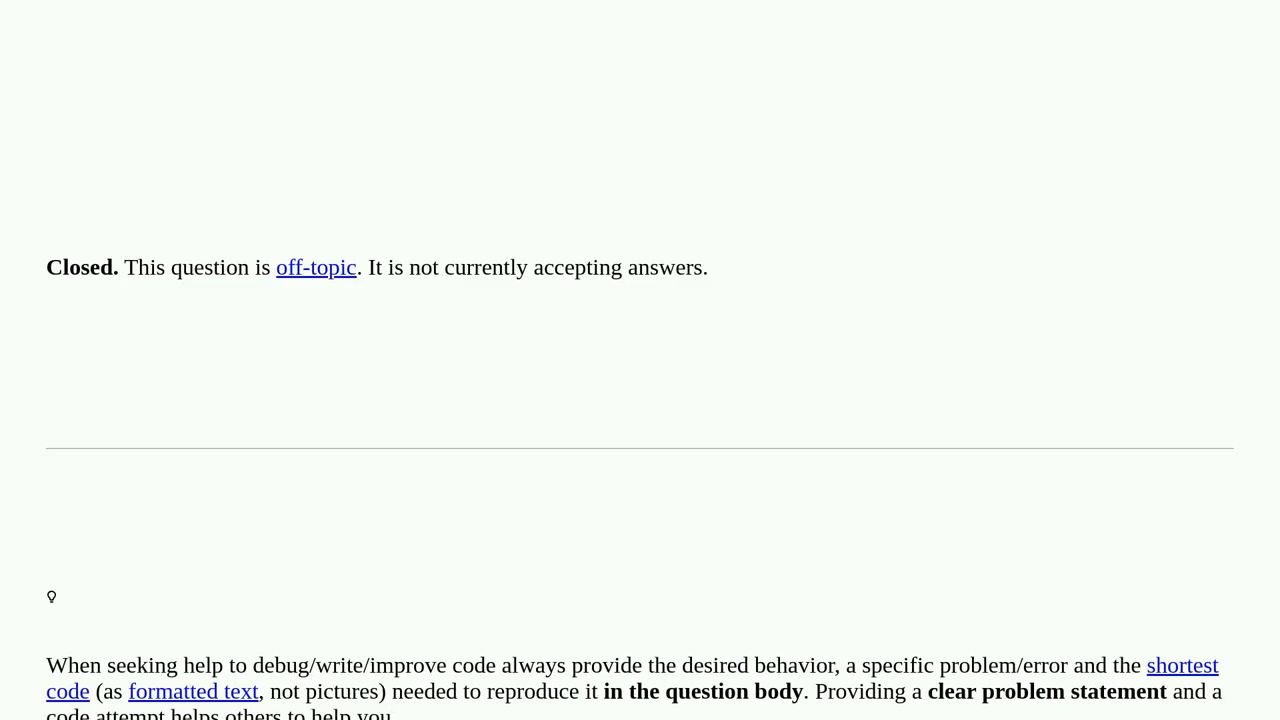 Closed. This question is off-topic. It is not currently accepting answers.
When seeking help to debug/write/improve code always provide the desired behavior, a specific problem/error and the shortest
code (as formatted text, not pictures) needed to reproduce it in the question body. Providing a clear problem statement and a
code attempt helps others to help you.